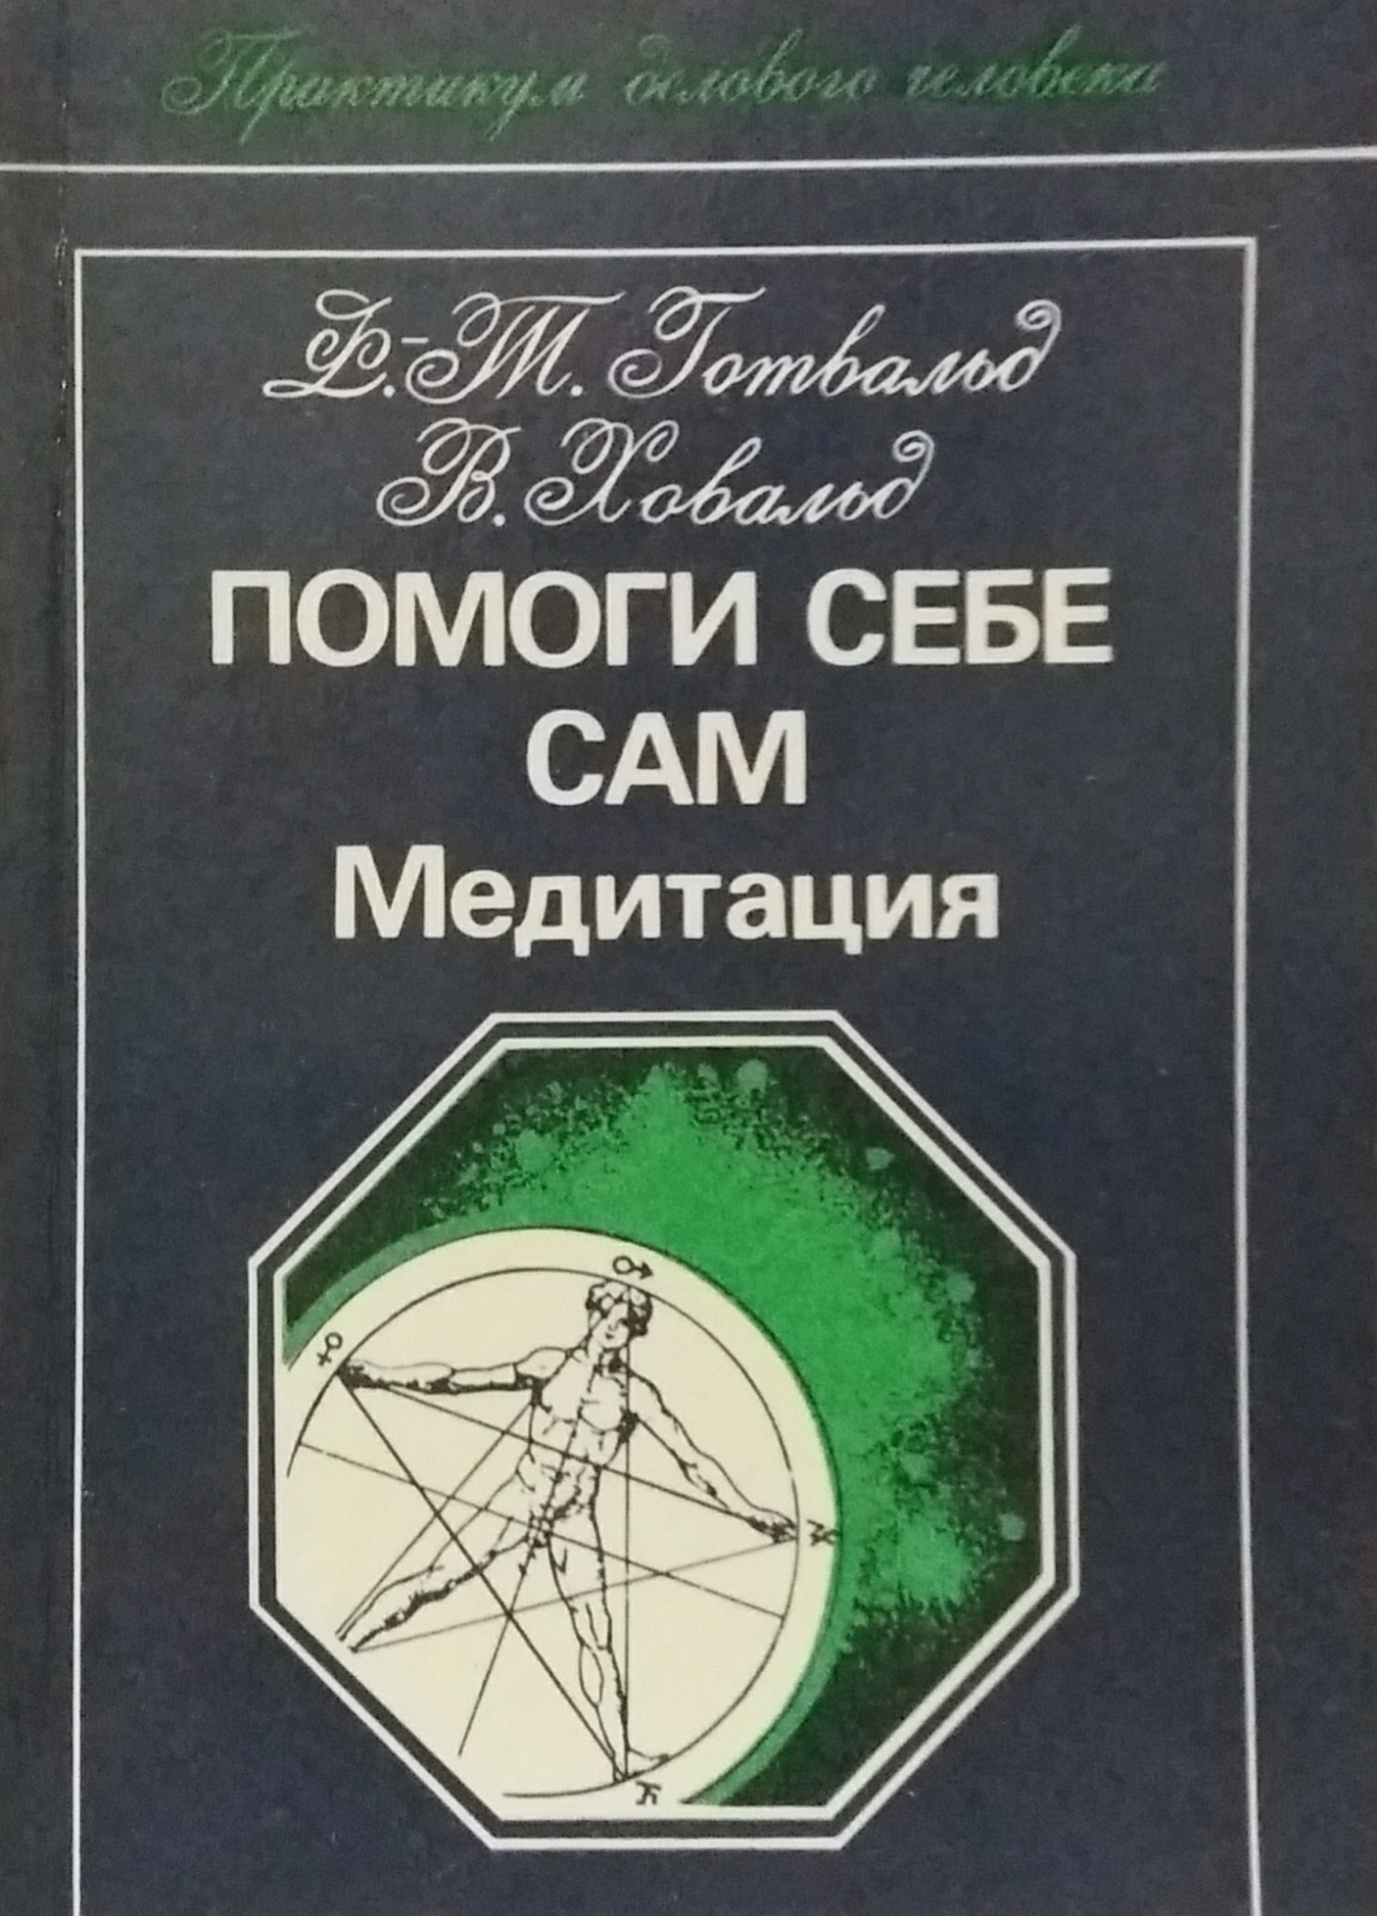 Практикум делового человека
Ф.-Т. Готвальд
В. Ховальд
ПОМОГИ СЕБЕ
САМ
Медитация